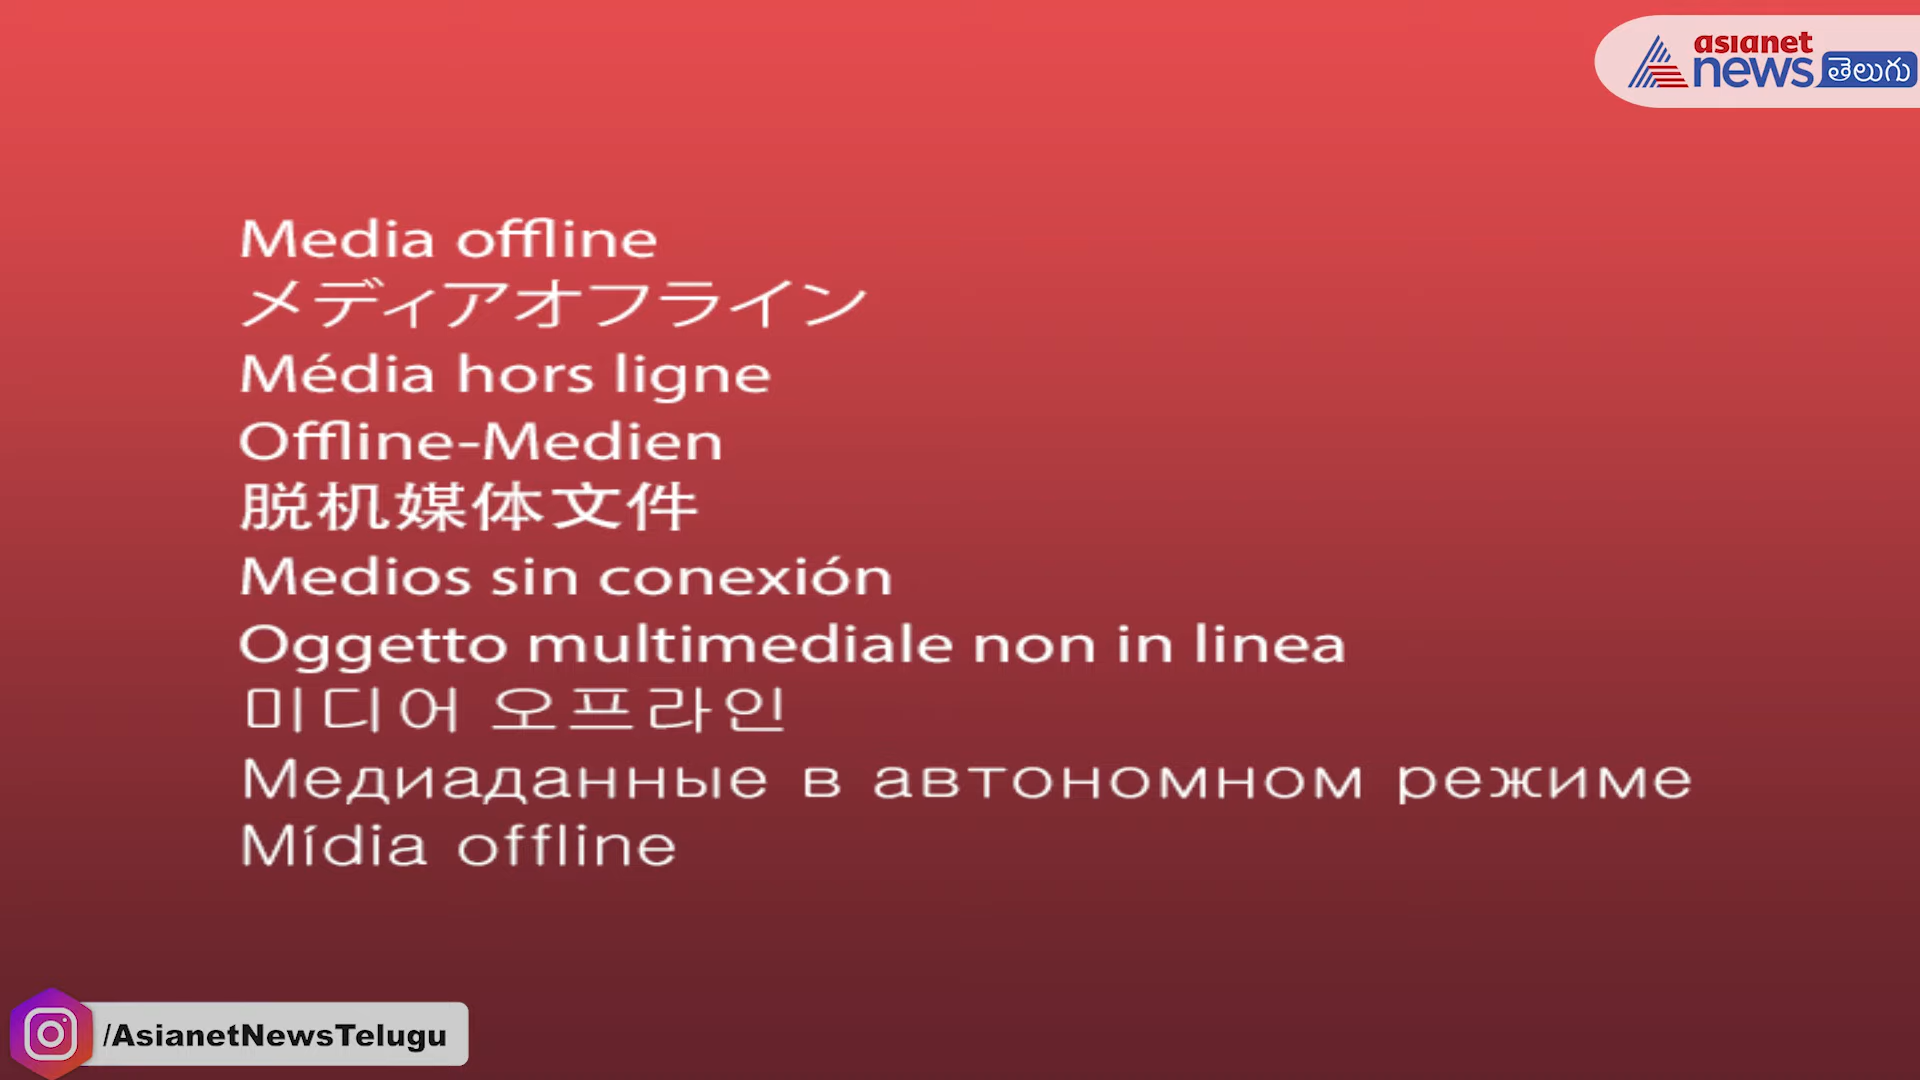 asıanet
news తెలుగు
Media offline
メディアオフライン
Média hors ligne
Offline-Medien
脱机媒体文件
Medios sin conexión
Oggetto multimediale non in linea
미디어 오프라인
Медиаданные в автономном режиме
Mídia offline
/AsianetNewsTelugu